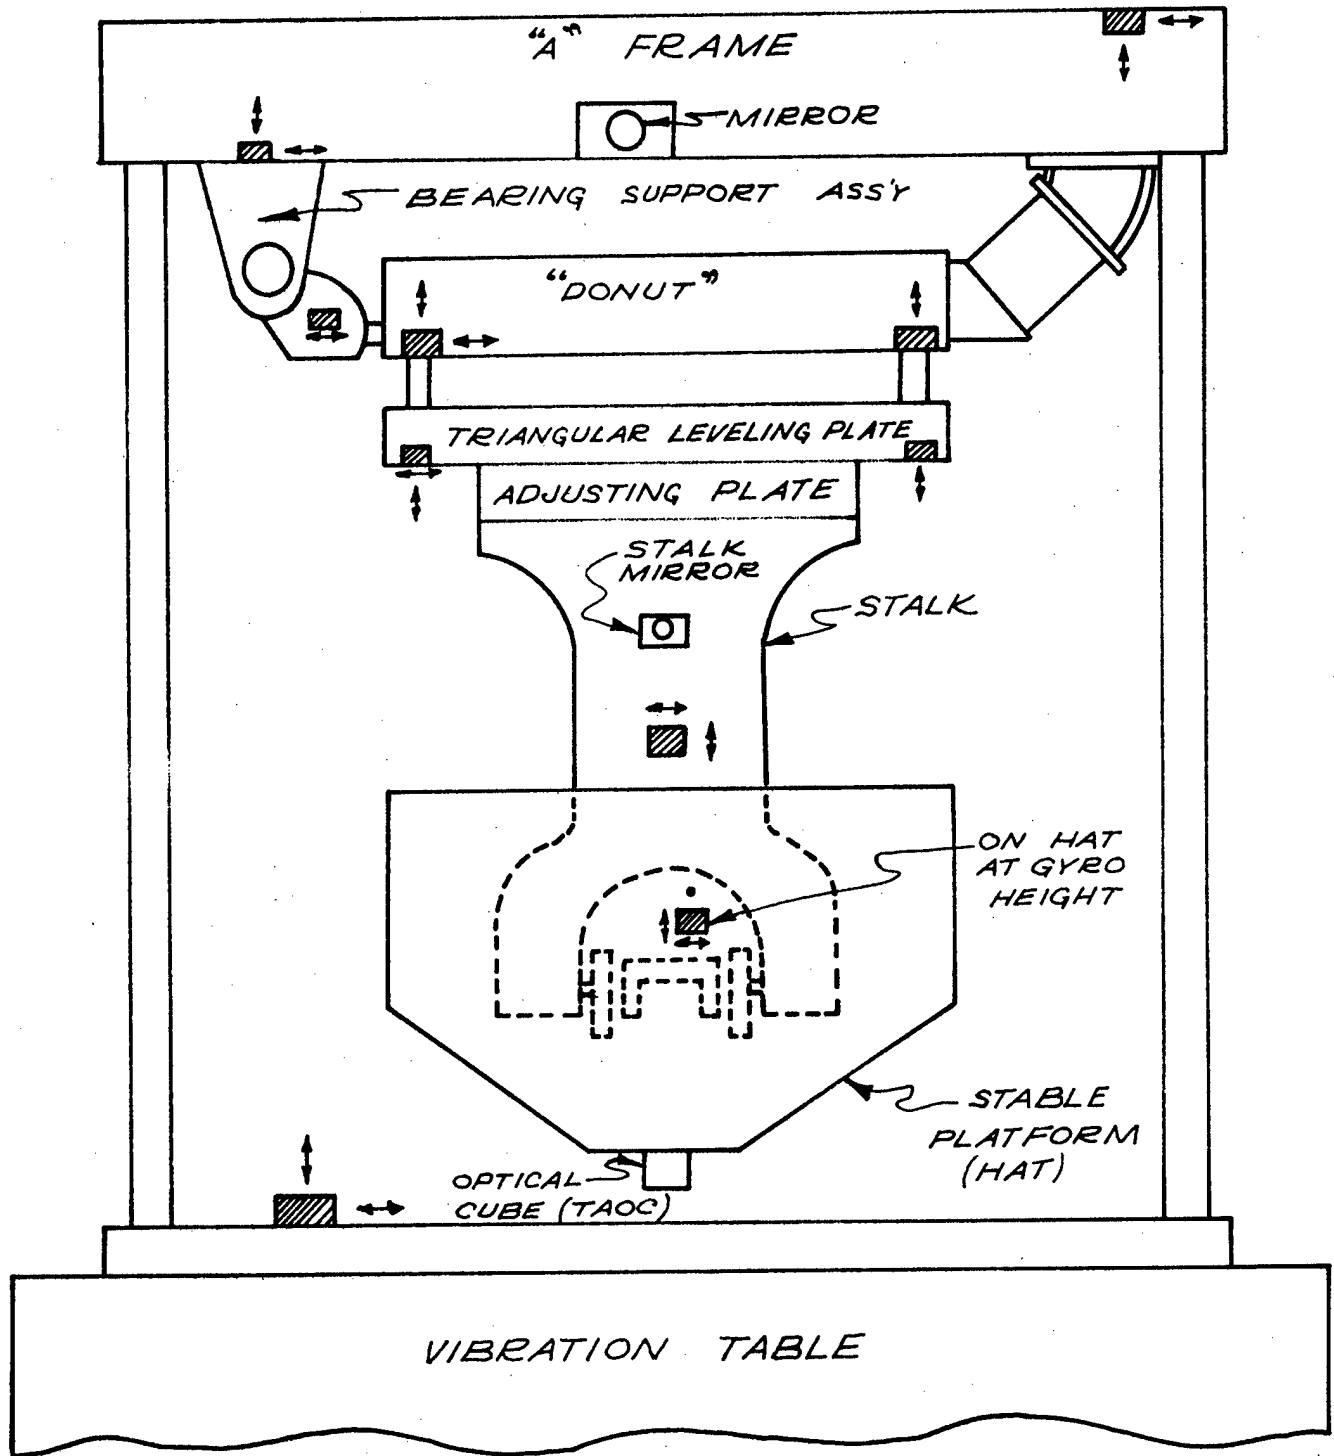 "A" FRAME
MIRROR
BEARING SUPPORT ASS'Y
"DONUT"
TRIANGULAR LEVELING PLATE
ADJUSTING PLATE
STALK
MIRROR
STALK
ON HAT
AT GYRO
HEIGHT
STABLE
PLATFORM
(HAT)
OPTICAL
CUBE (TAOC)
VIBRATION TABLE